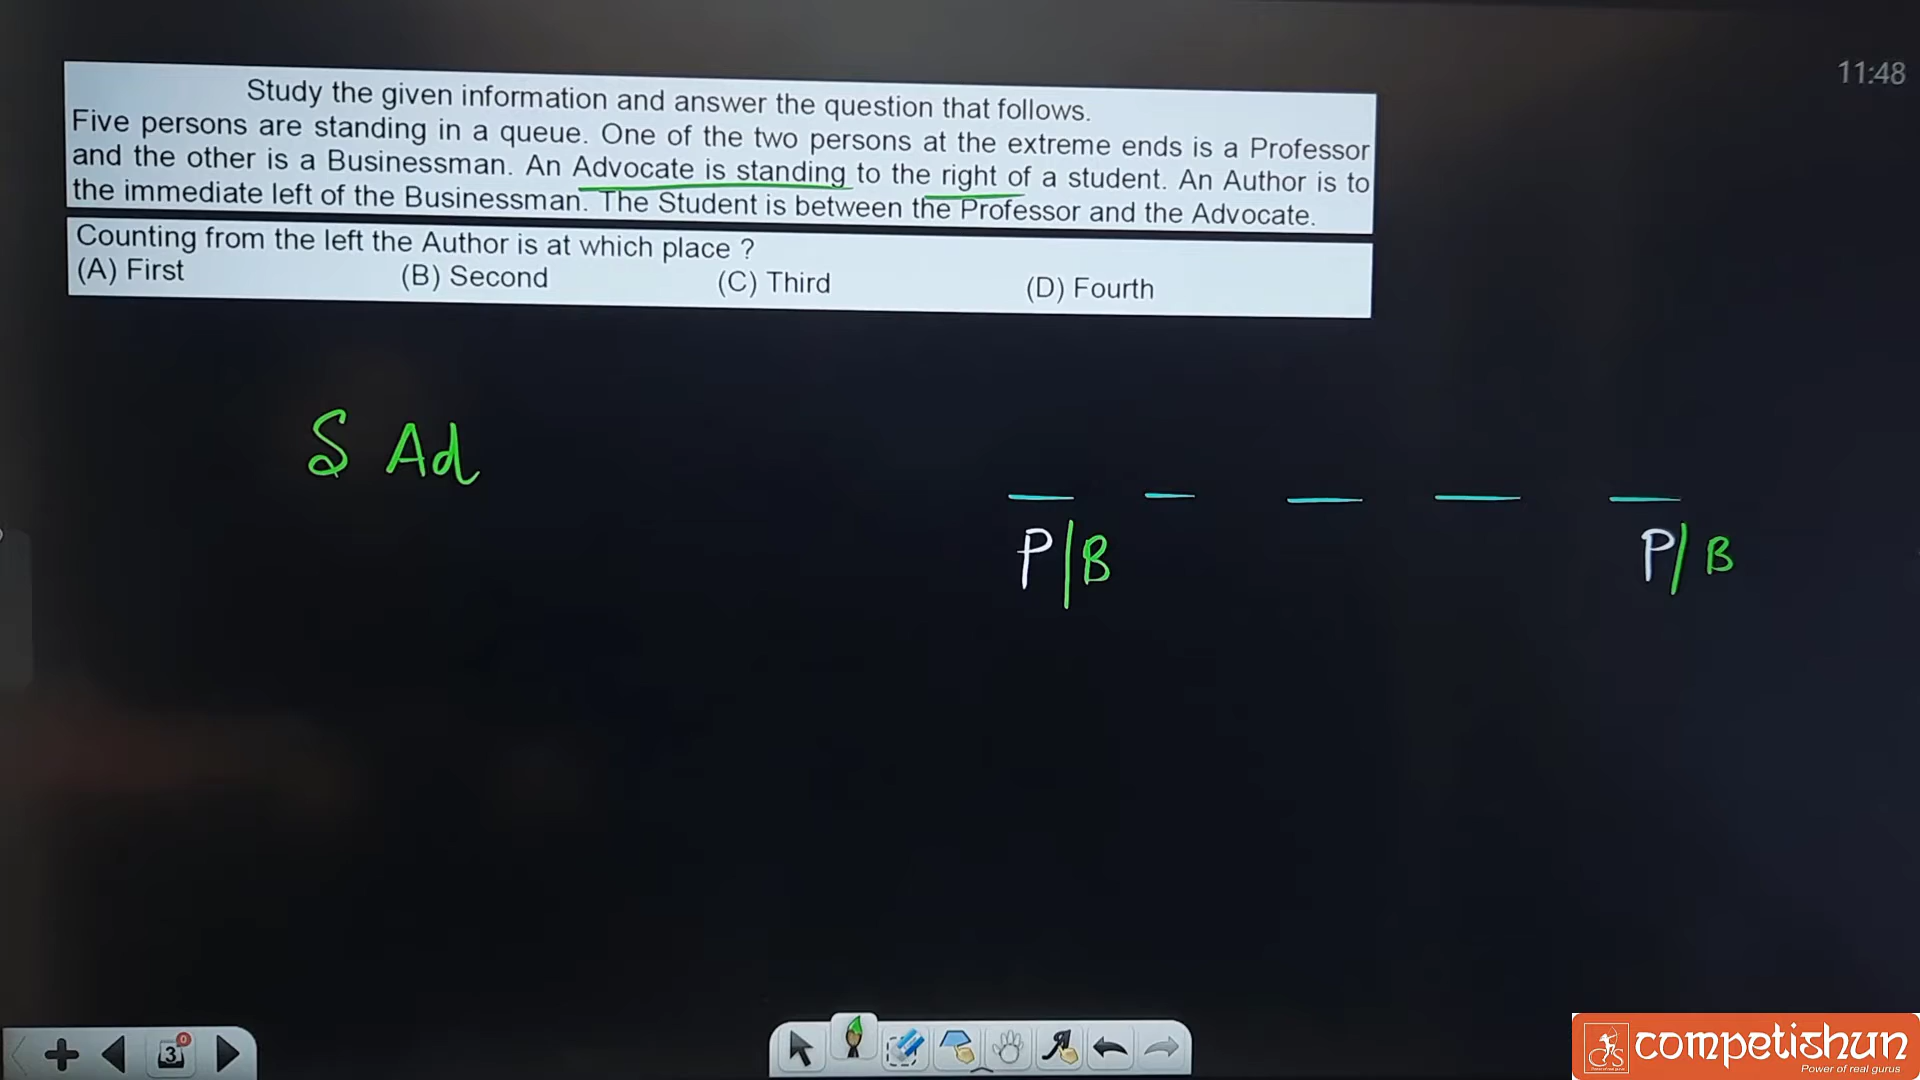 11:48
Study the given information and answer the question that follows.
Five persons are standing in a queue. One of the two persons at the extreme ends is a Professor
and the other is a Businessman. An Advocate is standing to the right of a student. An Author is to
the immediate left of the Businessman. The Student is between the Professor and the Advocate.
Counting from the left the Author is at which place ?
(A) First (B) Second (C) Third (D) Fourth
S Ad
P|B P|B
3 0
competishun
Power of real gurus